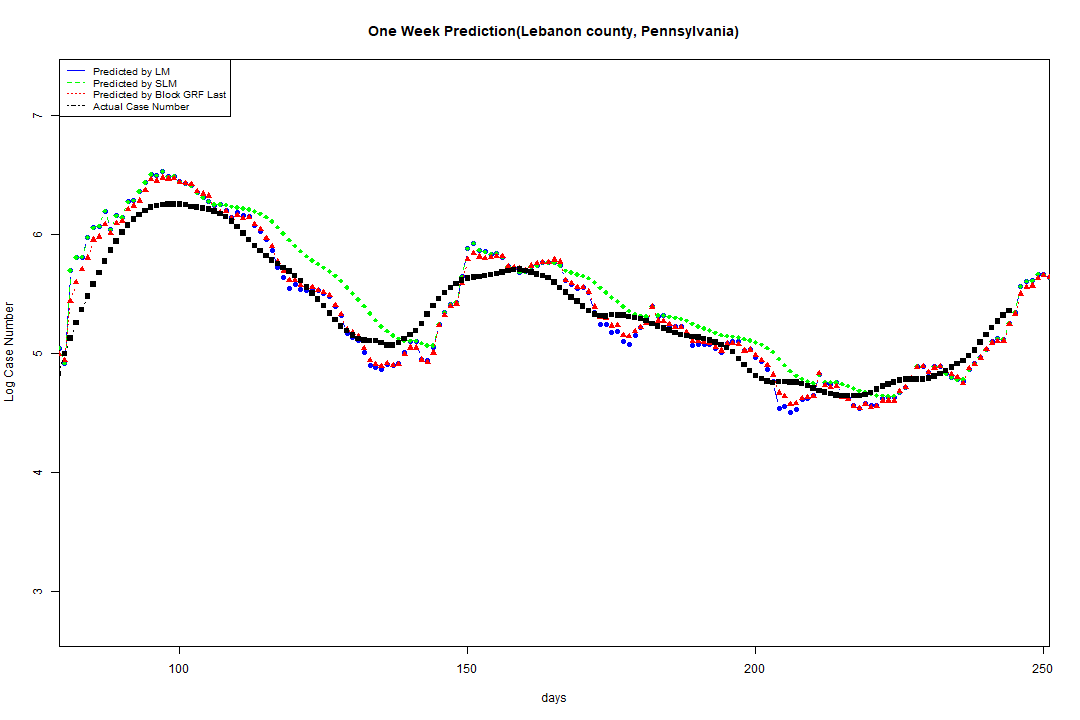 One Week Prediction(Lebanon county, Pennsylvania)
Predicted by LM
Predicted by SLM
Predicted by Block GRF Last
Actual Case Number
7
6
5
4
3
Log Case Number
100 150 200 250
days